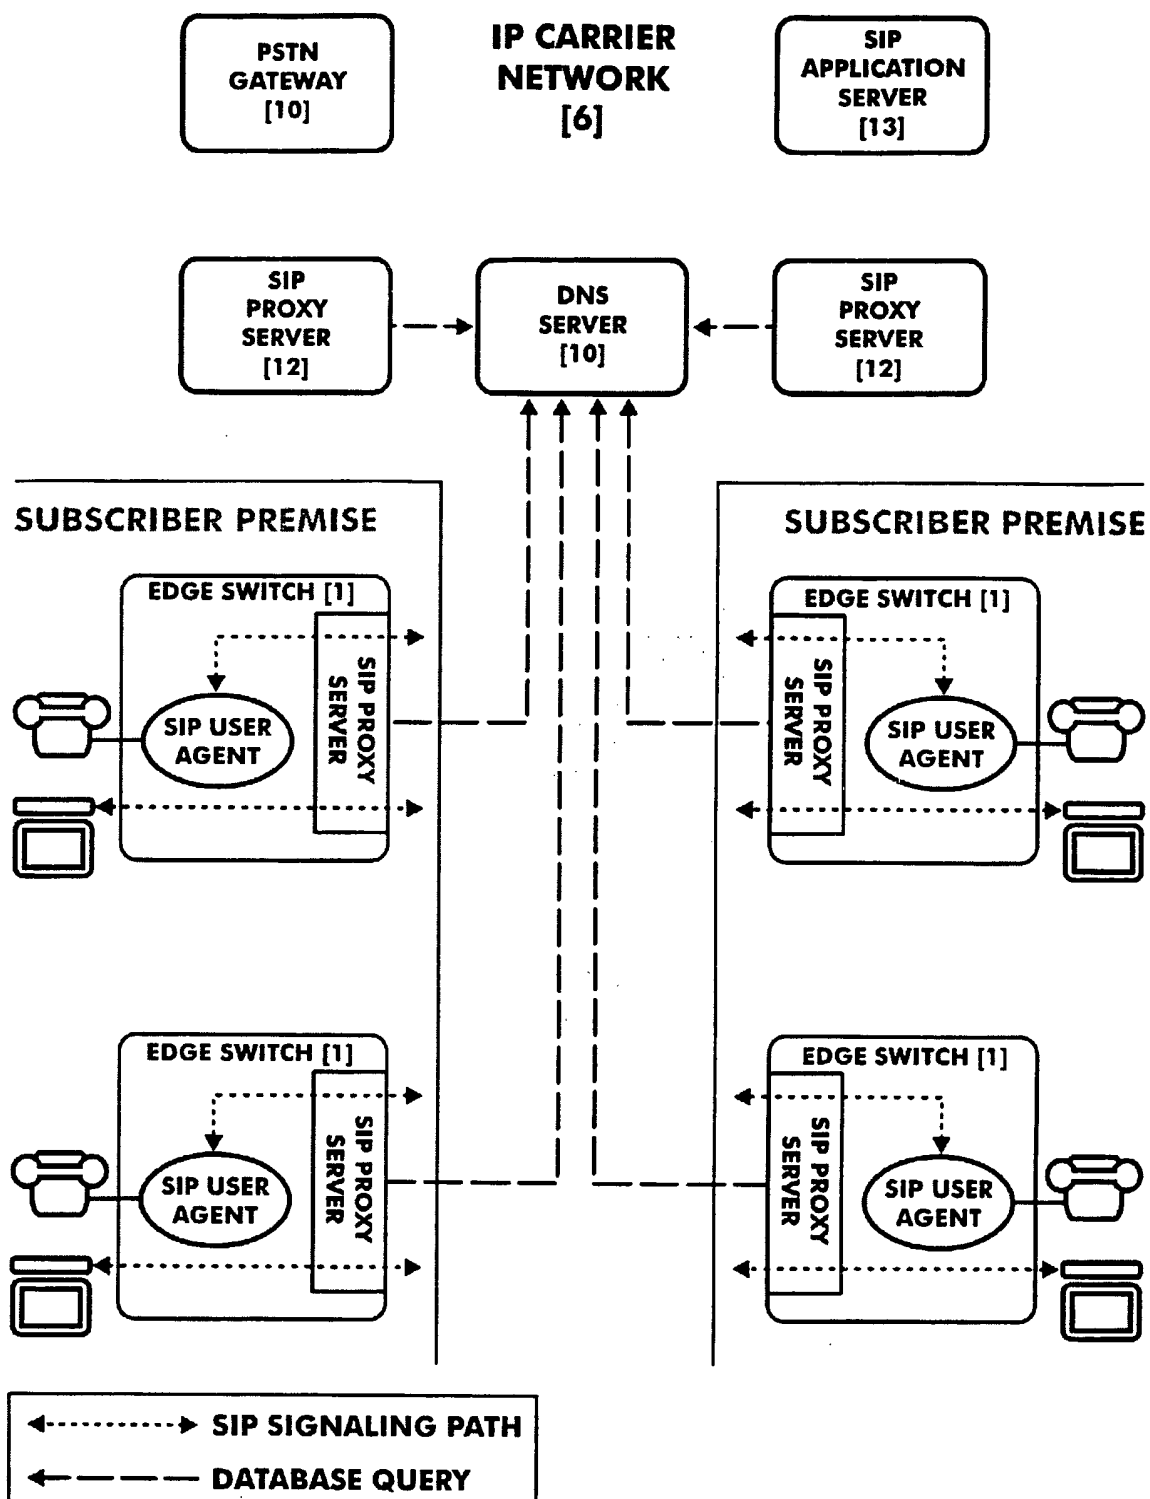 PSTN
GATEWAY
[10]
IP CARRIER
NETWORK
[6]
SIP
APPLICATION
SERVER
[13]
SIP
PROXY
SERVER
[12]
DNS
SERVER
[10]
SIP
PROXY
SERVER
[12]
SUBSCRIBER PREMISE
SUBSCRIBER PREMISE
EDGE SWITCH [1]
SIP USER
AGENT
SIP PROXY
SERVER
EDGE SWITCH [1]
SIP PROXY
SERVER
SIP USER
AGENT
EDGE SWITCH [1]
SIP USER
AGENT
SIP PROXY
SERVER
EDGE SWITCH [1]
SIP PROXY
SERVER
SIP USER
AGENT
SIP SIGNALING PATH
DATABASE QUERY